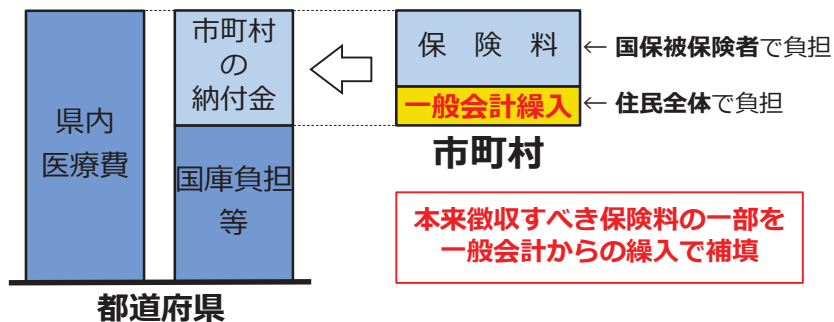 県内
医療費
市町村
の
納付金
国庫負担
等
都道府県
保　険　料
← 国保被保険者で負担
一般会計繰入
← 住民全体で負担
市町村
本来徴収すべき保険料の一部を
一般会計からの繰入で補填